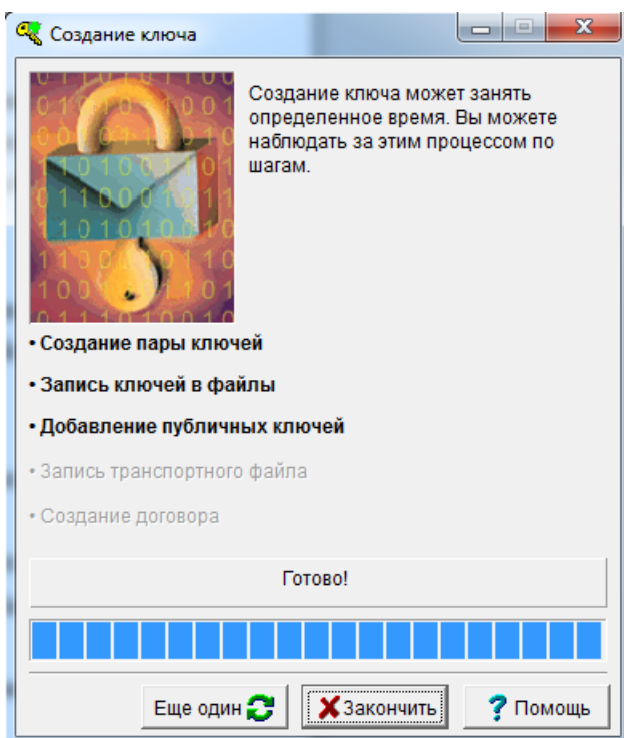 Создание ключа
Создание ключа может занять
определенное время. Вы можете
наблюдать за этим процессом по
шагам.
• Создание пары ключей
• Запись ключей в файлы
• Добавление публичных ключей
• Запись транспортного файла
• Создание договора
Готово!
Еще один
Закончить
Помощь